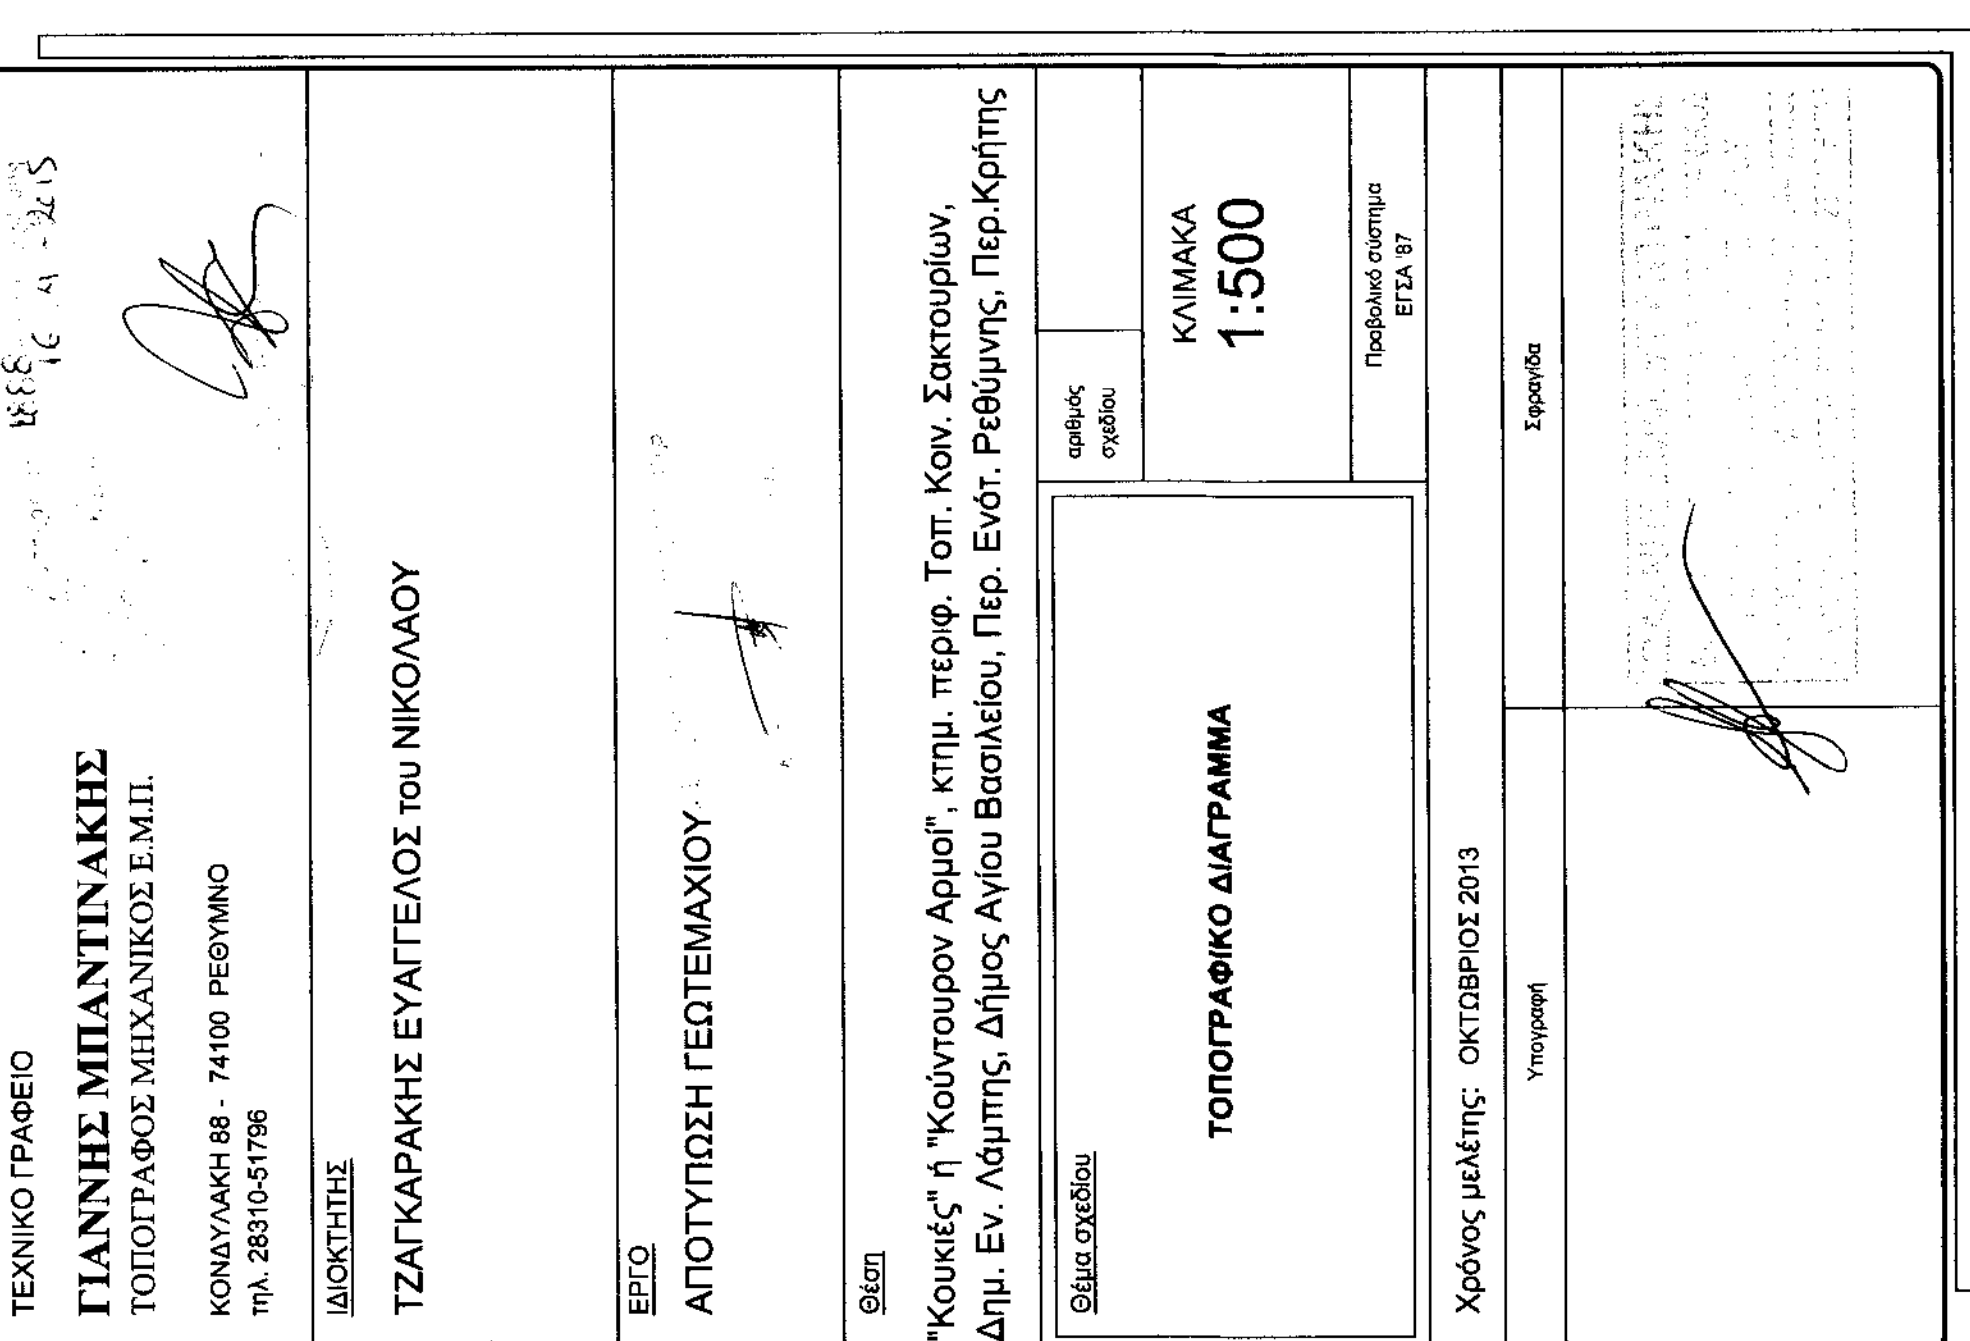 ΤΕΧΝΙΚΟ ΓΡΑΦΕΙΟ
ΓΙΑΝΝΗΣ ΜΠΑΝΤΙΝΑΚΗΣ
ΤΟΠΟΓΡΑΦΟΣ ΜΗΧΑΝΙΚΟΣ Ε.Μ.Π.
ΚΟΝΔΥΛΑΚΗ 88 - 74100 ΡΕΘΥΜΝΟ
τηλ. 28310-51796
ΙΔΙΟΚΤΗΤΗΣ
ΤΖΑΓΚΑΡΑΚΗΣ ΕΥΑΓΓΕΛΟΣ του ΝΙΚΟΛΑΟΥ
ΕΡΓΟ
ΑΠΟΤΥΠΩΣΗ ΓΕΩΤΕΜΑΧΙΟΥ
Θέση
"Κουκιές" ή "Κούντουρον Αρμοί", κτημ. περιφ. Τοπ. Κοιν. Σακτουρίων,
Δημ. Εν. Λάμπης, Δήμος Αγίου Βασιλείου, Περ. Ενότ. Ρεθύμνης, Περ.Κρήτης
Θέμα σχεδίου
ΤΟΠΟΓΡΑΦΙΚΟ ΔΙΑΓΡΑΜΜΑ
αριθμός
σχεδίου
ΚΛΙΜΑΚΑ
1:500
Προβολικό σύστημα
ΕΓΣΑ '87
Χρόνος μελέτης: ΟΚΤΩΒΡΙΟΣ 2013
Υπογραφή
Σφραγίδα